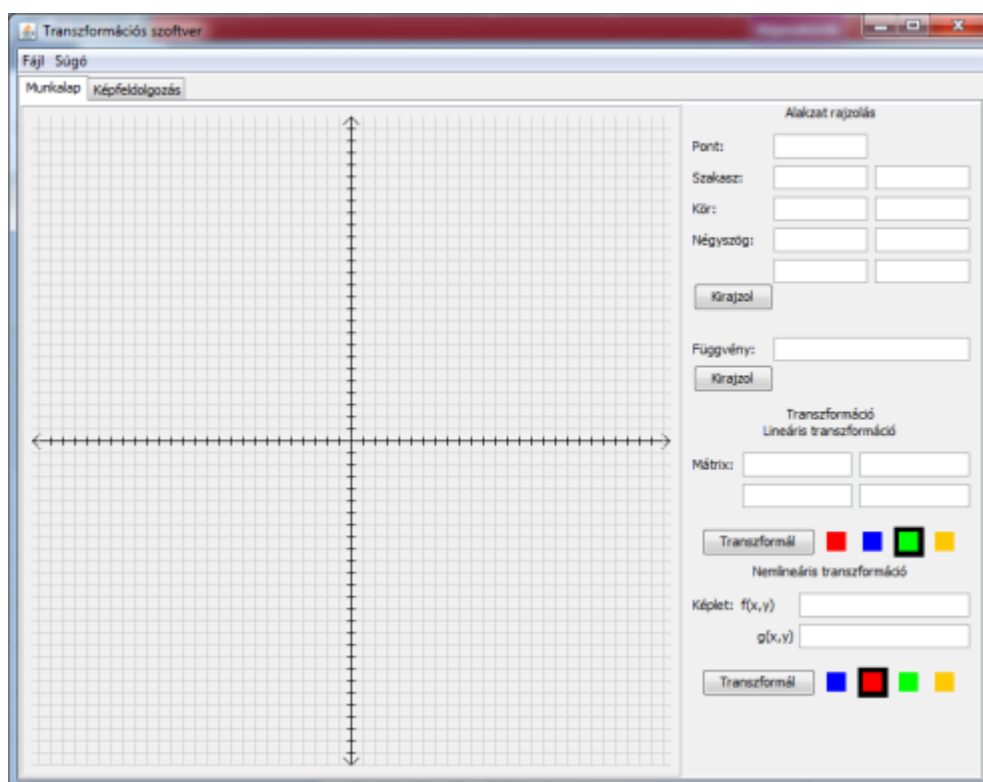 Transzformációs szoftver
Fájl Súgó
Munkalap Képfeldolgozás
Alakzat rajzolás
Pont:
Szakasz:
Kör:
Négyszög:
Kirajzol
Függvény:
Kirajzol
Transzformáció
Lineáris transzformáció
Mátrix:
Transzformál
Nemlineáris transzformáció
Képlet: f(x,y)
g(x,y)
Transzformál